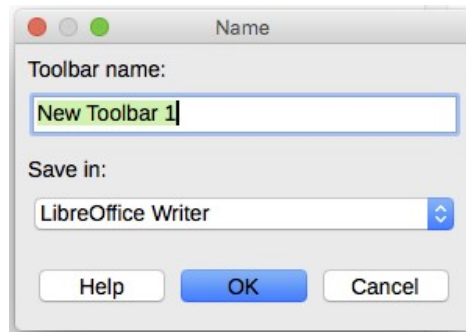 Name
Toolbar name:
New Toolbar 1
Save in:
LibreOffice Writer
Help OK Cancel